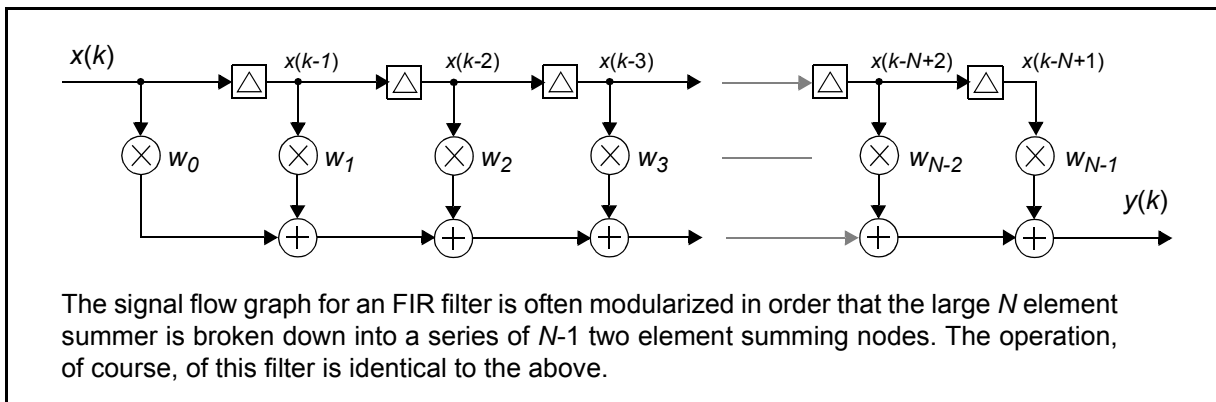 x(k) x(k-1) x(k-2) x(k-3) x(k-N+2) x(k-N+1)
w0 w1 w2 w3 wN-2 wN-1
y(k)
The signal flow graph for an FIR filter is often modularized in order that the large N element
summer is broken down into a series of N-1 two element summing nodes. The operation,
of course, of this filter is identical to the above.